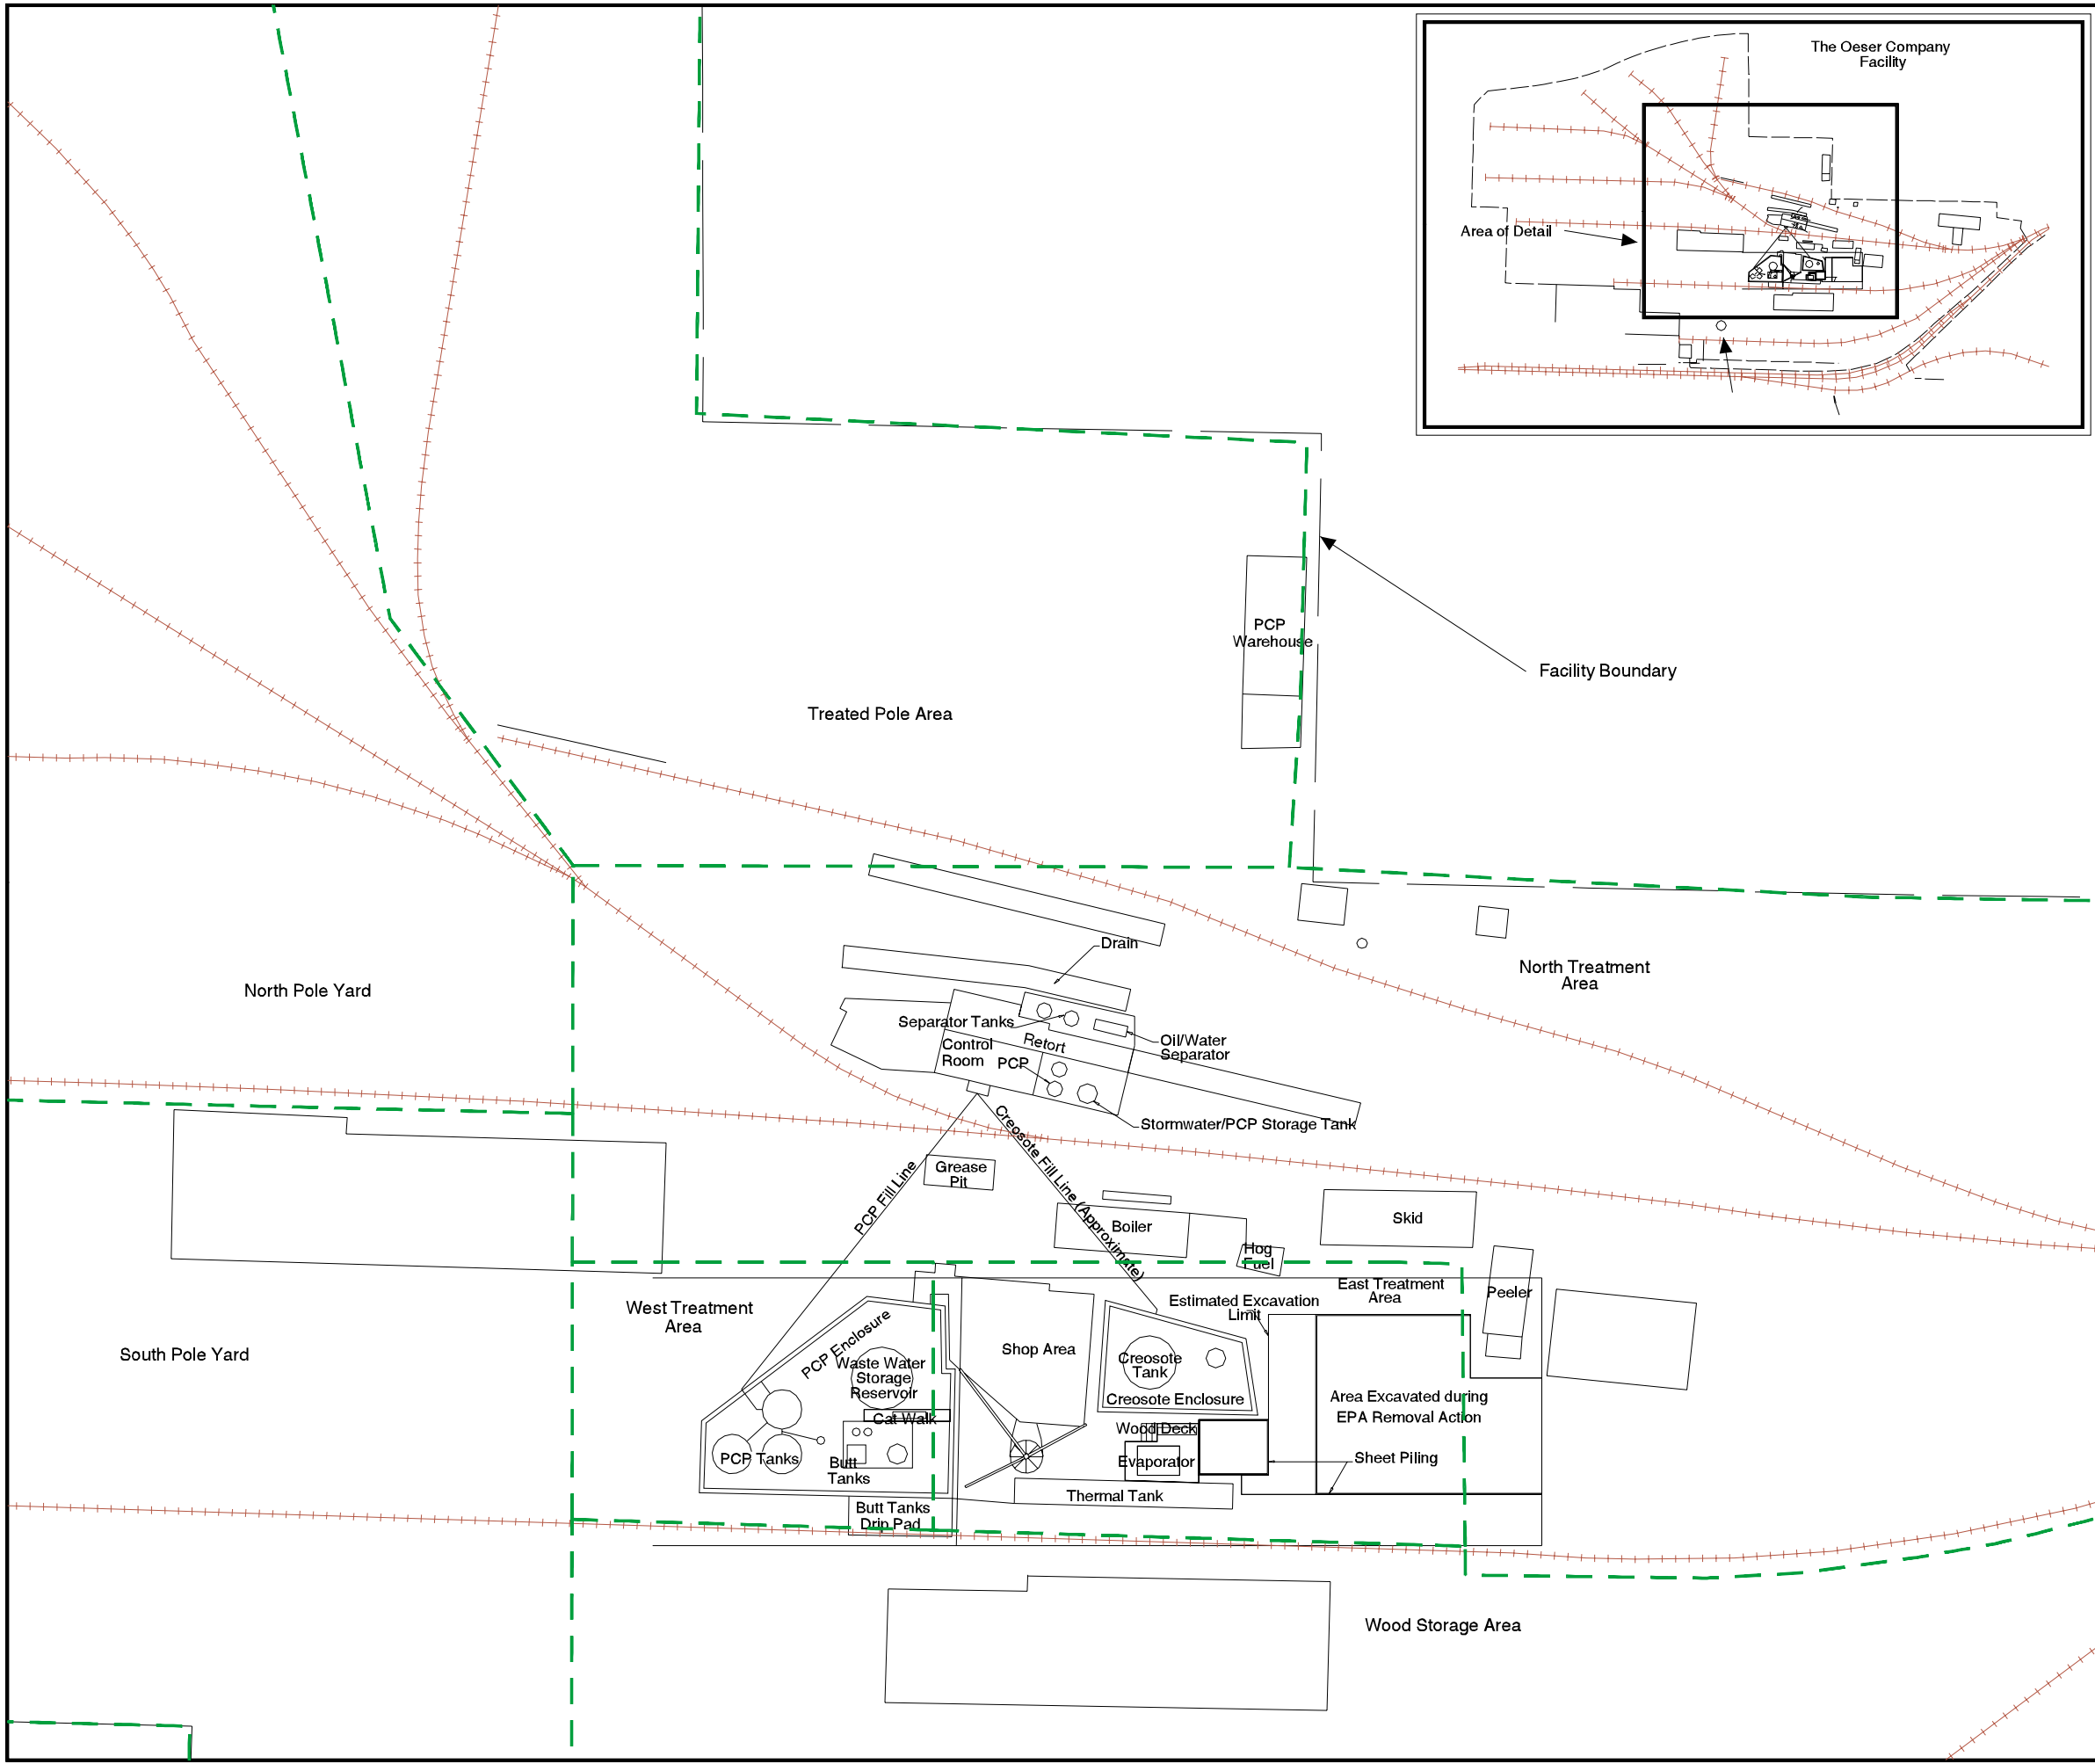 The Oeser Company
Facility
Area of Detail
PCP
Warehouse
Facility Boundary
Treated Pole Area
Drain
North Treatment
Area
North Pole Yard
Separator Tanks
Oil/Water
Separator
Retort
Control
Room
PCP
Stormwater/PCP Storage Tank
Creosote Fill Line (Approximate)
PCP Fill Line
Grease
Pit
Boiler
Skid
Hog
Fuel
East Treatment
Area
Peeler
Estimated Excavation
Limit
West Treatment
Area
South Pole Yard
PCP Enclosure
Waste Water
Storage
Reservoir
Shop Area
Creosote
Tank
Creosote Enclosure
Area Excavated during
EPA Removal Action
Cat Walk
Wood Deck
PCP Tanks
Butt
Tanks
Evaporator
Sheet Piling
Thermal Tank
Butt Tanks
Drip Pad
Wood Storage Area